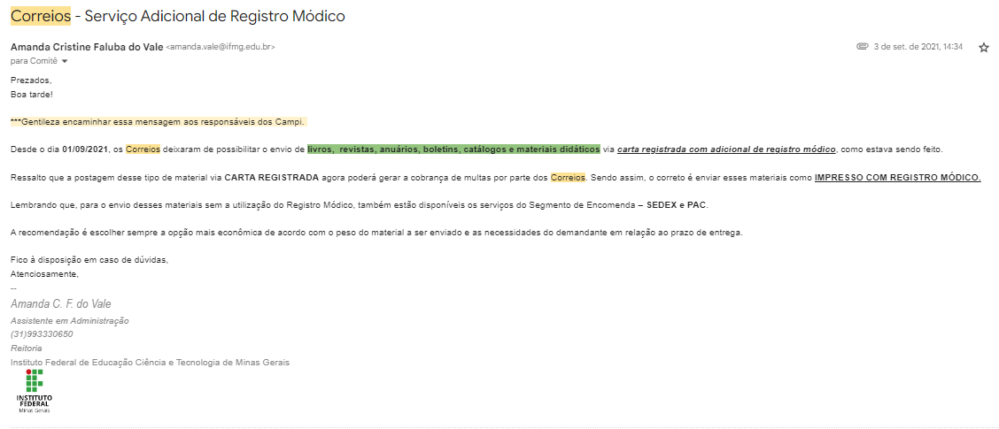 Correios - Serviço Adicional de Registro Módico
Amanda Cristine Faluba do Vale <amanda.vale@ifmg.edu.br>
3 de set. de 2021, 14:34
para Comitê
Prezados,
Boa tarde!
***Gentileza encaminhar essa mensagem aos responsáveis dos Campi.
Desde o dia 01/09/2021, os Correios deixaram de possibilitar o envio de livros, revistas, anuários, boletins, catálogos e materiais didáticos via carta registrada com adicional de registro módico, como estava sendo feito.
Ressalto que a postagem desse tipo de material via CARTA REGISTRADA agora poderá gerar a cobrança de multas por parte dos Correios. Sendo assim, o correto é enviar esses materiais como IMPRESSO COM REGISTRO MÓDICO.
Lembrando que, para o envio desses materiais sem a utilização do Registro Módico, também estão disponíveis os serviços do Segmento de Encomenda – SEDEX e PAC.
A recomendação é escolher sempre a opção mais econômica de acordo com o peso do material a ser enviado e as necessidades do demandante em relação ao prazo de entrega.
Fico à disposição em caso de dúvidas,
Atenciosamente,
--
Amanda C. F. do Vale
Assistente em Administração
(31)993330650
Reitoria
Instituto Federal de Educação Ciência e Tecnologia de Minas Gerais
INSTITUTO
FEDERAL
Minas Gerais